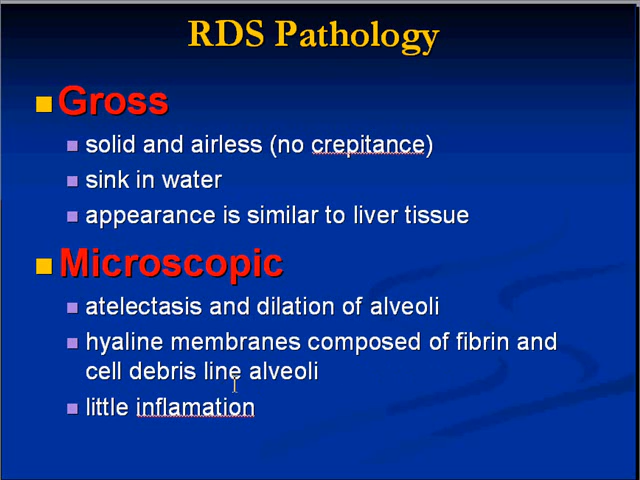 RDS Pathology
Gross
solid and airless (no crepitance)
sink in water
appearance is similar to liver tissue
Microscopic
atelectasis and dilation of alveoli
hyaline membranes composed of fibrin and
cell debris line alveoli
little inflamation